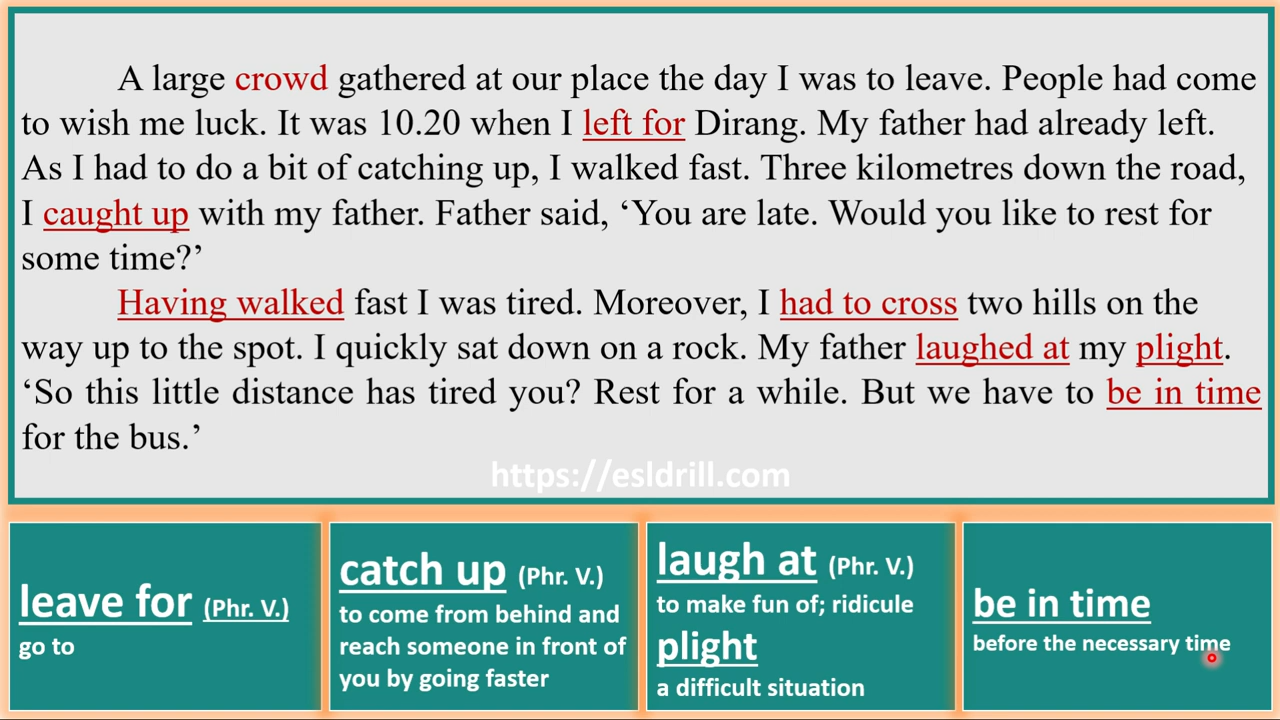 A large crowd gathered at our place the day I was to leave. People had come
to wish me luck. It was 10.20 when I left for Dirang. My father had already left.
As I had to do a bit of catching up, I walked fast. Three kilometres down the road,
I caught up with my father. Father said, ‘You are late. Would you like to rest for
some time?’
Having walked fast I was tired. Moreover, I had to cross two hills on the
way up to the spot. I quickly sat down on a rock. My father laughed at my plight.
‘So this little distance has tired you? Rest for a while. But we have to be in time
for the bus.’
https://esldrill.com
leave for (Phr. V.)
go to
catch up (Phr. V.)
to come from behind and
reach someone in front of
you by going faster
laugh at (Phr. V.)
to make fun of; ridicule
plight
a difficult situation
be in time
before the necessary time